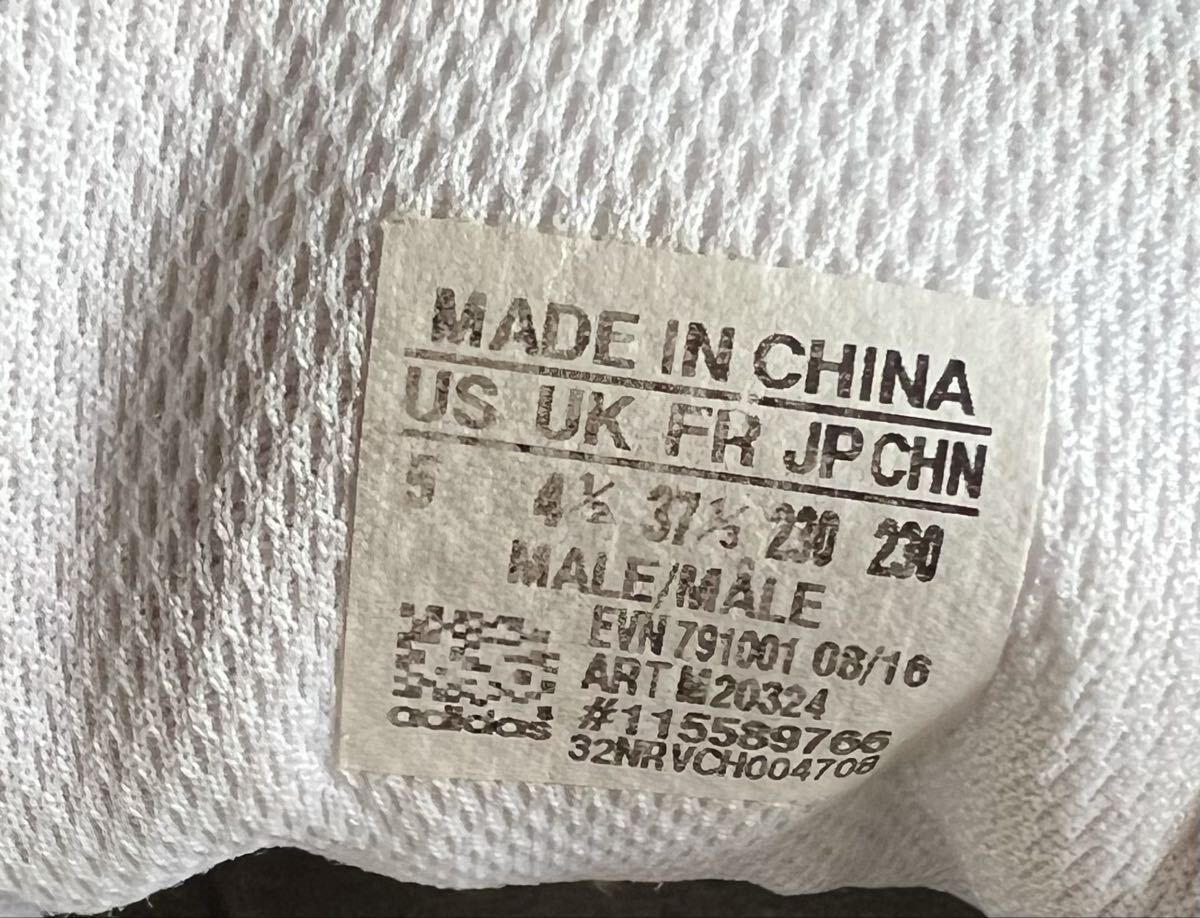 MADE IN CHINA
US UK FR JP CHN
5 4½ 37⅓ 230 230
MALE/MÂLE
EVN 791001 08/16
ART M20324
#115589766
32NRVCH004708
adidas